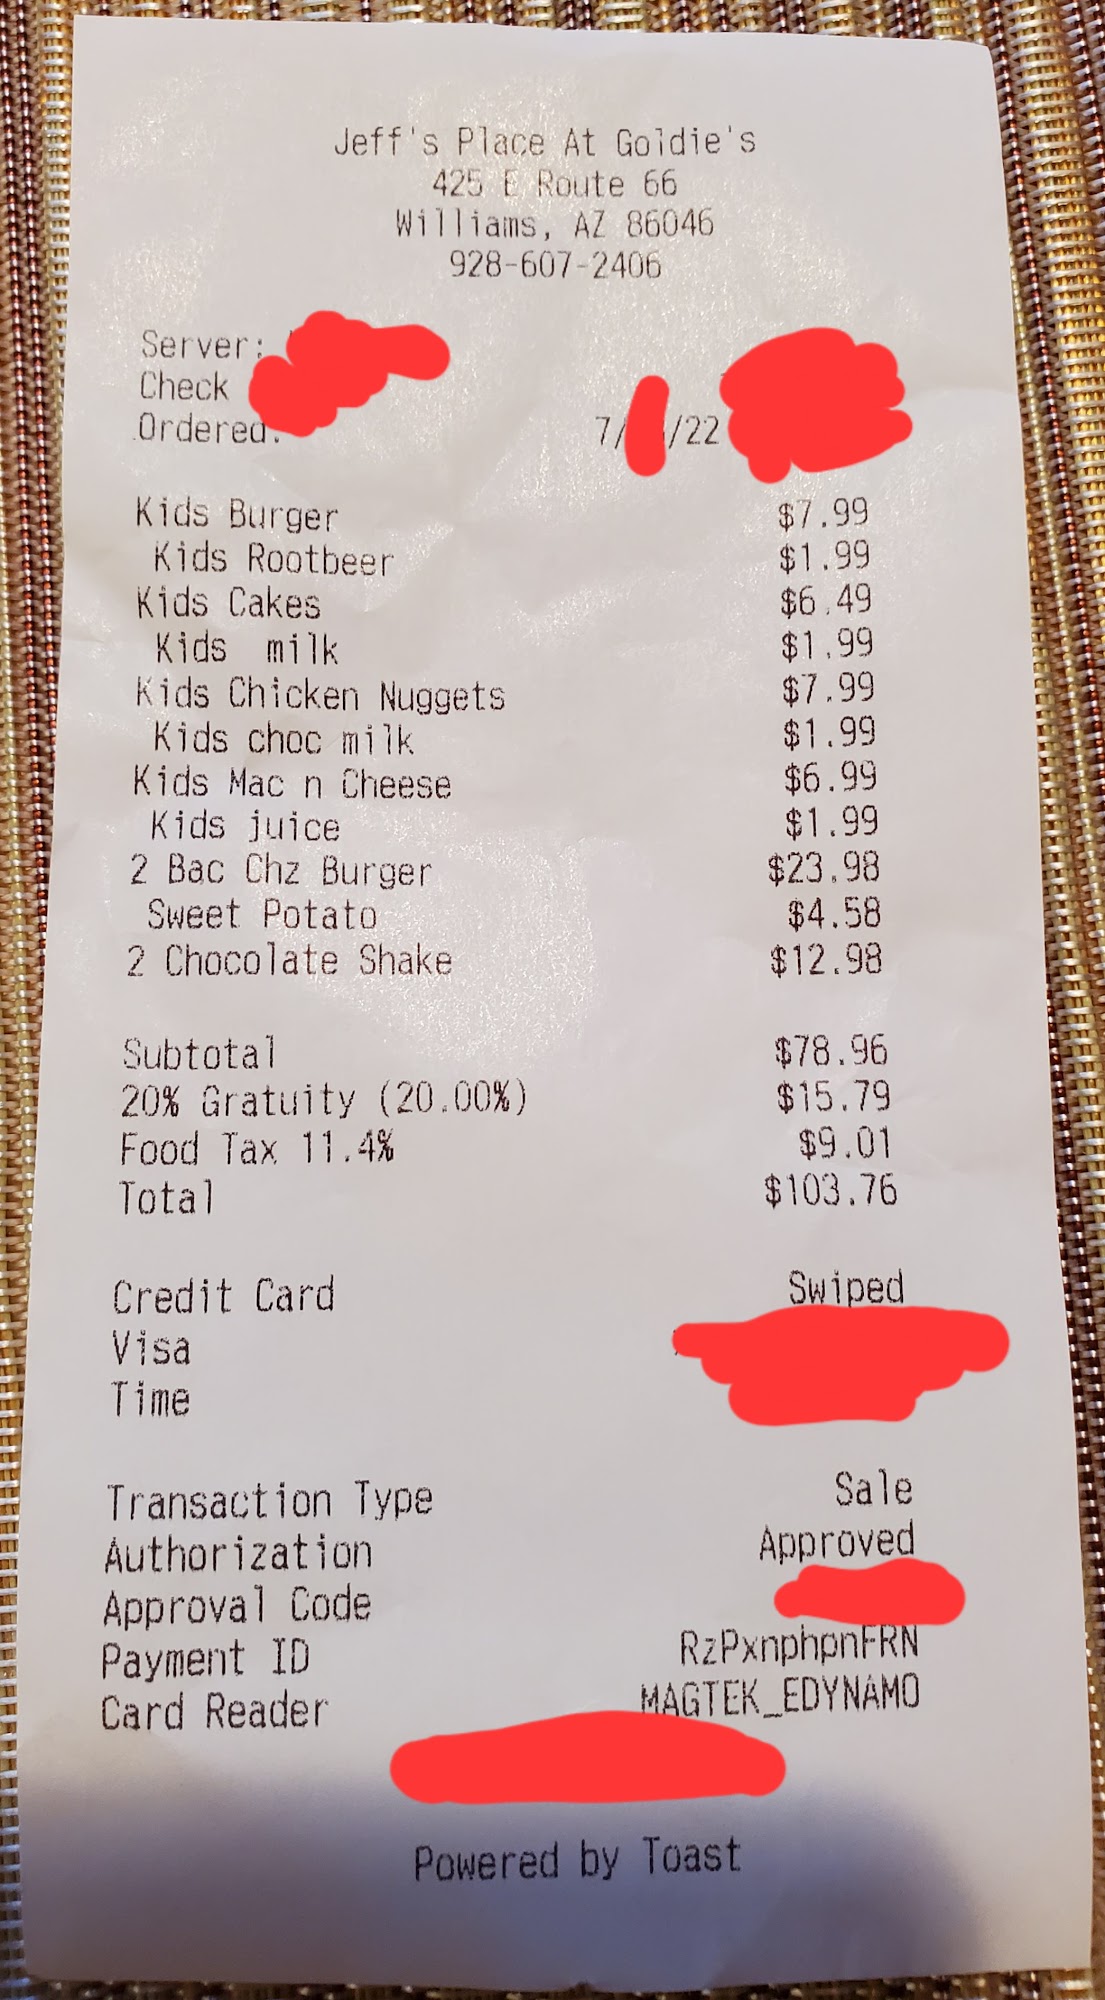 Jeff's Place At Goldie's
425 E Route 66
Williams, AZ 86046
928-607-2406
Server:
Check
Ordered: 7/ /22
Kids Burger $7.99
Kids Rootbeer $1.99
Kids Cakes $6.49
Kids milk $1.99
Kids Chicken Nuggets $7.99
Kids choc milk $1.99
Kids Mac n Cheese $6.99
Kids juice $1.99
2 Bac Chz Burger $23.98
Sweet Potato $4.58
2 Chocolate Shake $12.98
Subtotal $78.96
20% Gratuity (20.00%) $15.79
Food Tax 11.4% $9.01
Total $103.76
Credit Card Swiped
Visa
Time
Transaction Type Sale
Authorization Approved
Approval Code
Payment ID RzPxnphpnFRN
Card Reader MAGTEK_EDYNAMO
Powered by Toast